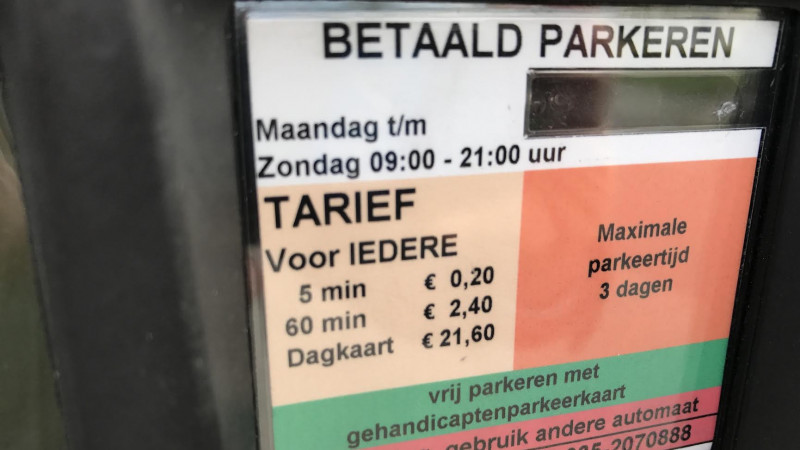 BETAALD PARKEREN
Maandag t/m
Zondag 09:00 - 21:00 uur
TARIEF
Voor IEDERE
5 min € 0,20
60 min € 2,40
Dagkaart € 21,60
Maximale
parkeertijd
3 dagen
vrij parkeren met
gehandicaptenparkeerkaart
gebruik andere automaat
2070888